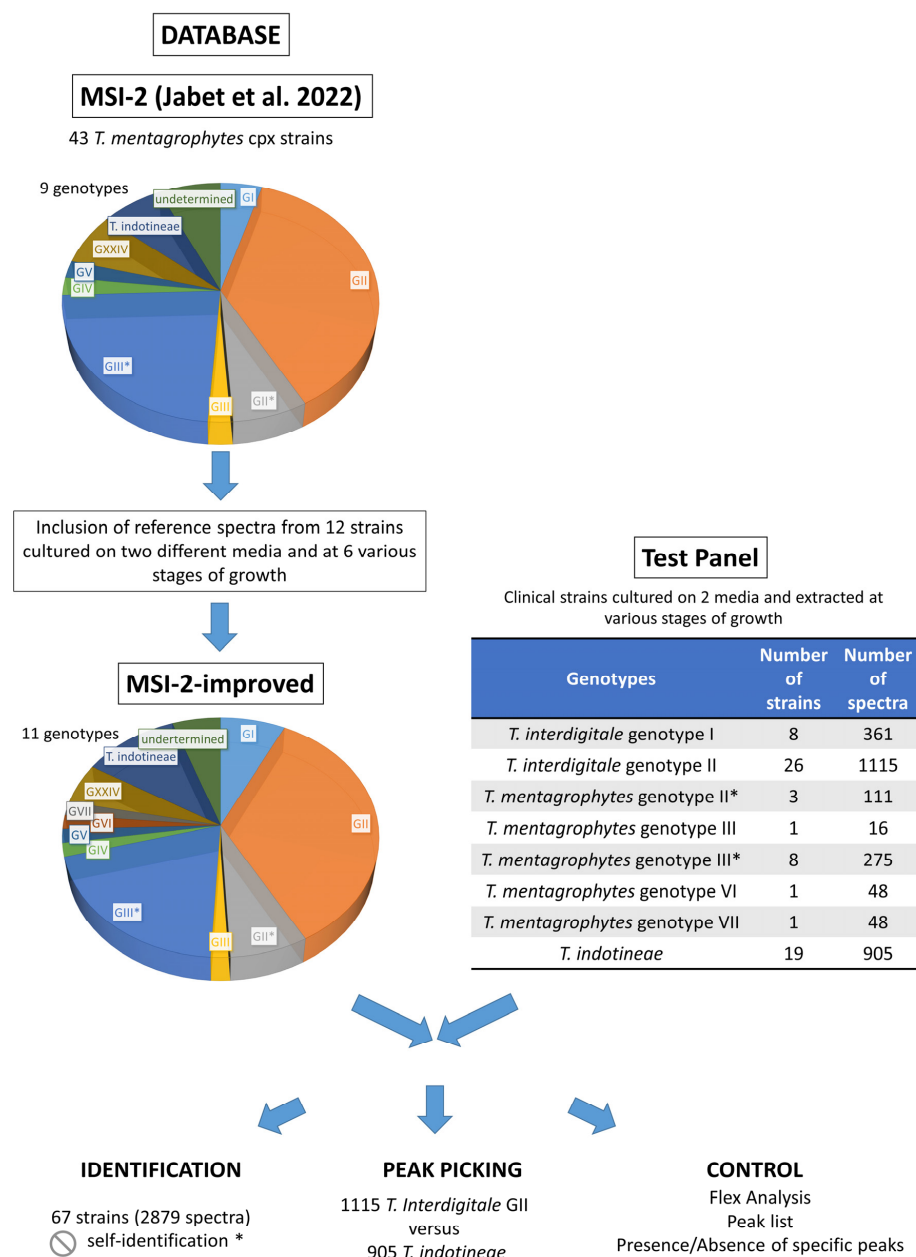 DATABASE
MSI-2 (Jabet et al. 2022)
43 T. mentagrophytes cpx strains
9 genotypes
undetermined
GI
T. indotineae
GXXIV
GV
GIV
GII
GIII*
GIII
GII*
Inclusion of reference spectra from 12 strains
cultured on two different media and at 6 various
stages of growth
MSI-2-improved
11 genotypes
undertermined
GI
T. indotineae
GXXIV
GVII
GVI
GV
GIV
GII
GIII*
GIII
GII*
Test Panel
Clinical strains cultured on 2 media and extracted at
various stages of growth
Genotypes Number of strains Number of spectra
T. interdigitale genotype I 8 361
T. interdigitale genotype II 26 1115
T. mentagrophytes genotype II* 3 111
T. mentagrophytes genotype III 1 16
T. mentagrophytes genotype III* 8 275
T. mentagrophytes genotype VI 1 48
T. mentagrophytes genotype VII 1 48
T. indotineae 19 905
IDENTIFICATION
67 strains (2879 spectra)
self-identification *
PEAK PICKING
1115 T. Interdigitale GII
versus
905 T. indotineae
CONTROL
Flex Analysis
Peak list
Presence/Absence of specific peaks